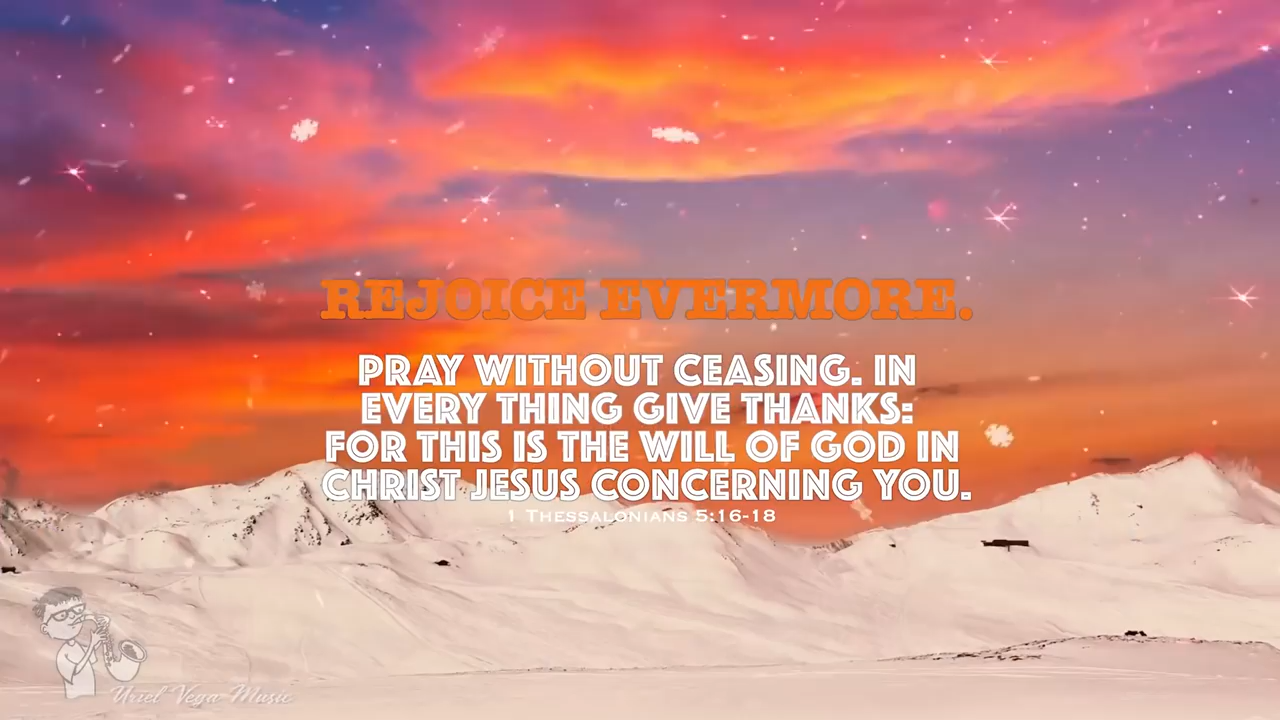 REJOICE EVERMORE.
PRAY WITHOUT CEASING. IN
EVERY THING GIVE THANKS:
FOR THIS IS THE WILL OF GOD IN
CHRIST JESUS CONCERNING YOU.
1 THESSALONIANS 5:16-18
Uriel Vega Music